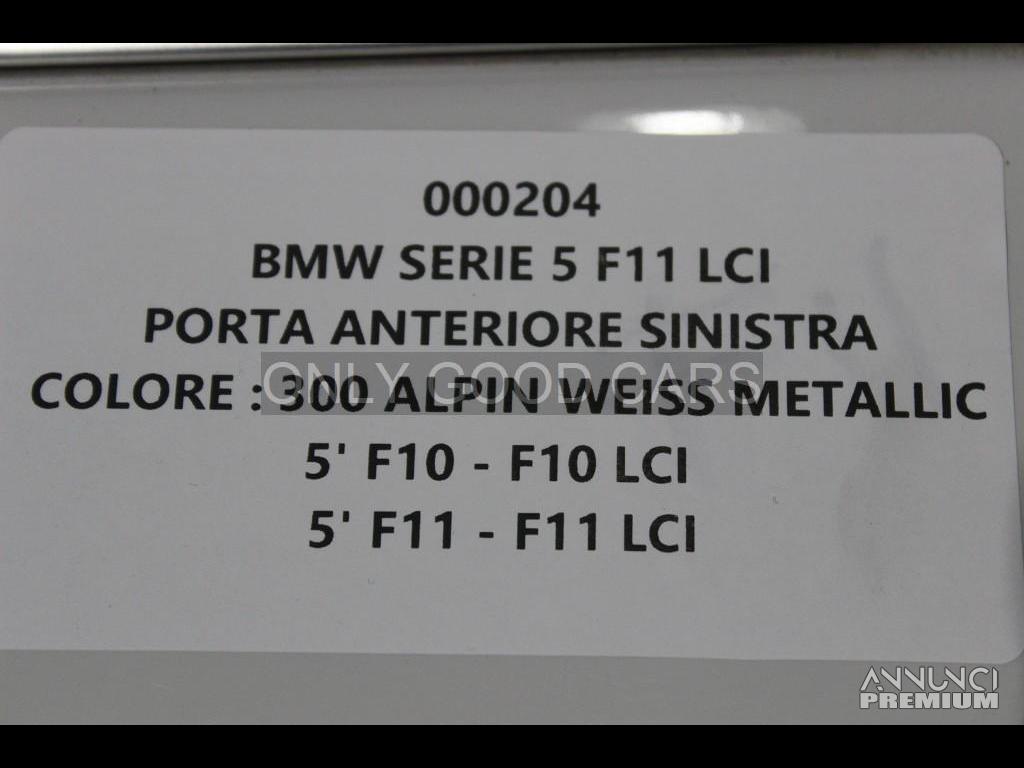 000204
BMW SERIE 5 F11 LCI
PORTA ANTERIORE SINISTRA
ONLY GOOD CARS
COLORE : 300 ALPIN WEISS METALLIC
5' F10 - F10 LCI
5' F11 - F11 LCI
ANNUNCI
PREMIUM